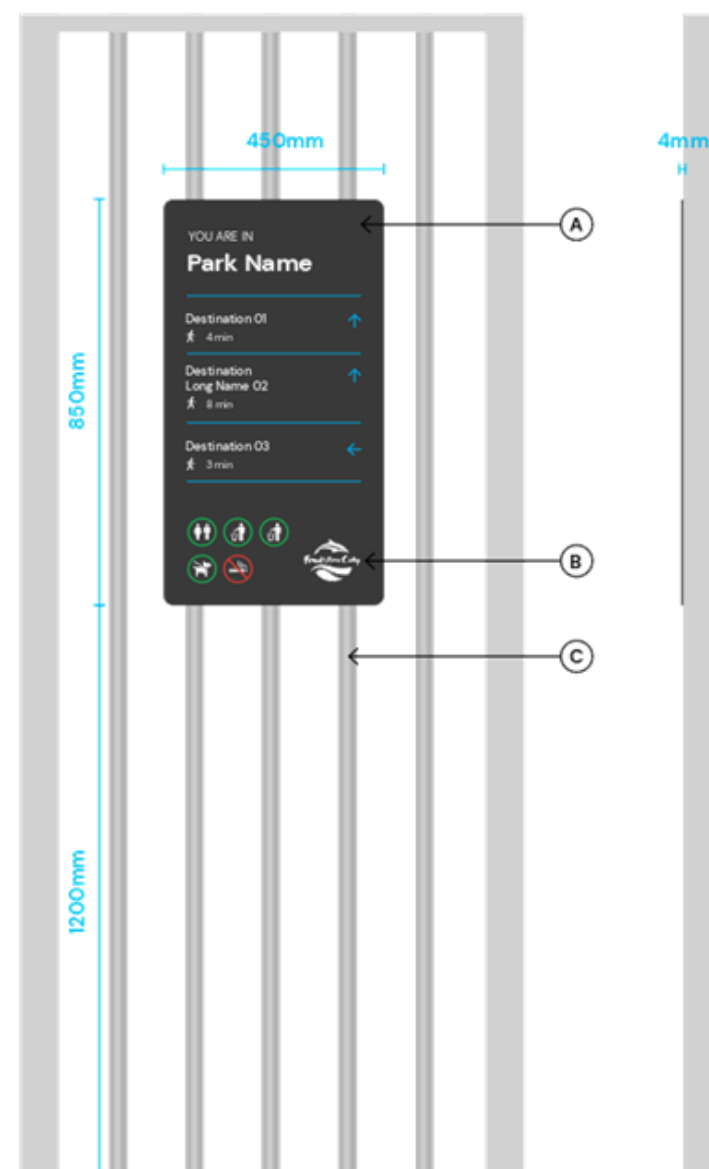 450mm
4mm
A
YOU ARE IN
Park Name
Destination 01
4 min
Destination
Long Name 02
8 min
Destination 03
3 min
850mm
B
C
1200mm